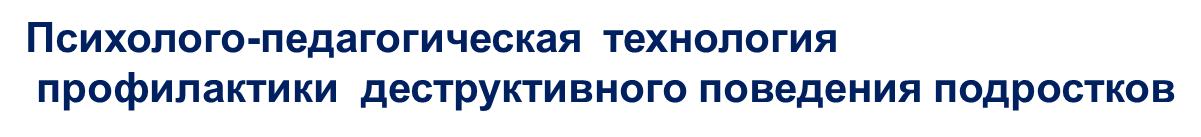 Психолого-педагогическая технология
профилактики деструктивного поведения подростков